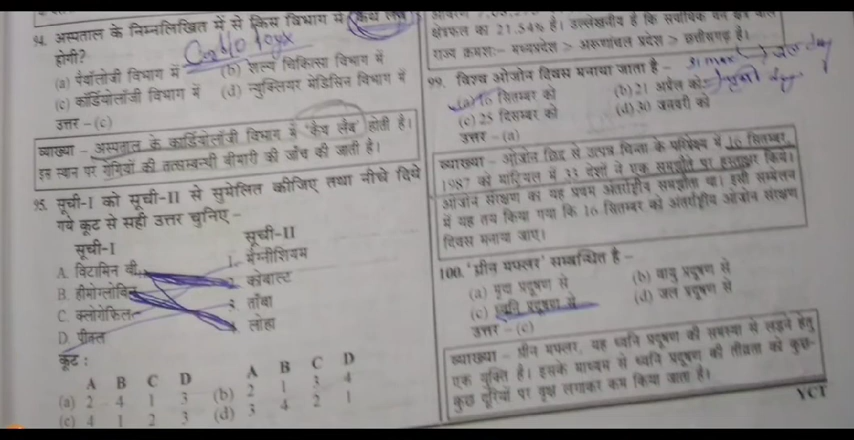 94. अस्पताल के निम्नलिखित में से किस विभाग में 'कैथ लैब'
होगी?
(a) पैथॉलोजी विभाग में (b) शल्य चिकित्सा विभाग में
(c) कॉर्डियोलॉजी विभाग में (d) न्युक्लियर मेडिसिन विभाग में
उत्तर –(c)
व्याख्या – अस्पताल के कार्डियोलॉजी विभाग में 'कैथ लैब' होती है।
इस स्थान पर रोगियों की तत्सम्बन्धी बीमारी की जाँच की जाती है।
95. सूची-I को सूची-II से सुमेलित कीजिए तथा नीचे दिये
गये कूट से सही उत्तर चुनिए –
सूची-I सूची-II
A. विटामिन बी 1. मैग्नीशियम
B. हीमोग्लोबिन 2. कोबाल्ट
C. क्लोरोफिल 3. ताँबा
D. पीतल 4. लोहा
कूट :
A B C D A B C D
(a) 2 4 1 3 (b) 2 1 3 4
(c) 4 1 2 3 (d) 3 4 2 1
क्षेत्रफल का 21.54% है। उल्लेखनीय है कि सर्वाधिक वन क्षेत्र वाले
राज्य क्रमशः– मध्यप्रदेश > अरुणांचल प्रदेश > छत्तीसगढ़ है।
99. विश्व ओजोन दिवस मनाया जाता है –
(a) 16 सितम्बर को (b) 21 अप्रैल को
(c) 25 दिसम्बर को (d) 30 जनवरी को
उत्तर –(a)
व्याख्या – ओजोन छिद्र से उत्पन्न चिन्ता के परिप्रेक्ष्य में 16 सितम्बर,
1987 को मांट्रियल में 33 देशों ने एक समझौते पर हस्ताक्षर किये।
ओजोन संरक्षण का यह प्रथम अंतर्राष्ट्रीय समझौता था। इसी सम्मेलन
में यह तय किया गया कि 16 सितम्बर को अंतर्राष्ट्रीय ओजोन संरक्षण
दिवस मनाया जाए।
100. 'ग्रीन मफ्लर' सम्बन्धित है –
(a) मृदा प्रदूषण से (b) वायु प्रदूषण से
(c) ध्वनि प्रदूषण से (d) जल प्रदूषण से
उत्तर –(c)
व्याख्या – ग्रीन मफ्लर, यह ध्वनि प्रदूषण की समस्या से लड़ने हेतु
एक युक्ति है। इसके माध्यम से ध्वनि प्रदूषण की तीव्रता को कुछ-
कुछ दूरियों पर वृक्ष लगाकर कम किया जाता है।
YCT